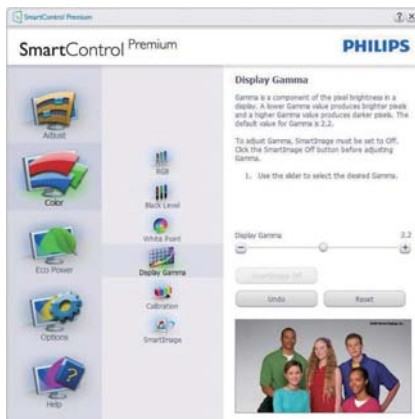 SmartControl Premium
? x
SmartControl Premium
PHILIPS
Adjust
Color
Eco Power
Options
Help
RGB
Black Level
White Point
Display Gamma
Calibration
SmartImage
Display Gamma
Gamma is a component of the pixel brightness in a
display. A lower Gamma value produces brighter pixels
and a higher Gamma value produces darker pixels. The
default value for Gamma is 2.2.
To adjust Gamma, SmartImage must be set to Off.
Click the SmartImage Off button before adjusting
Gamma.
1. Use the slider to select the desired Gamma.
Display Gamma 2.2
SmartImage Off
Undo Reset